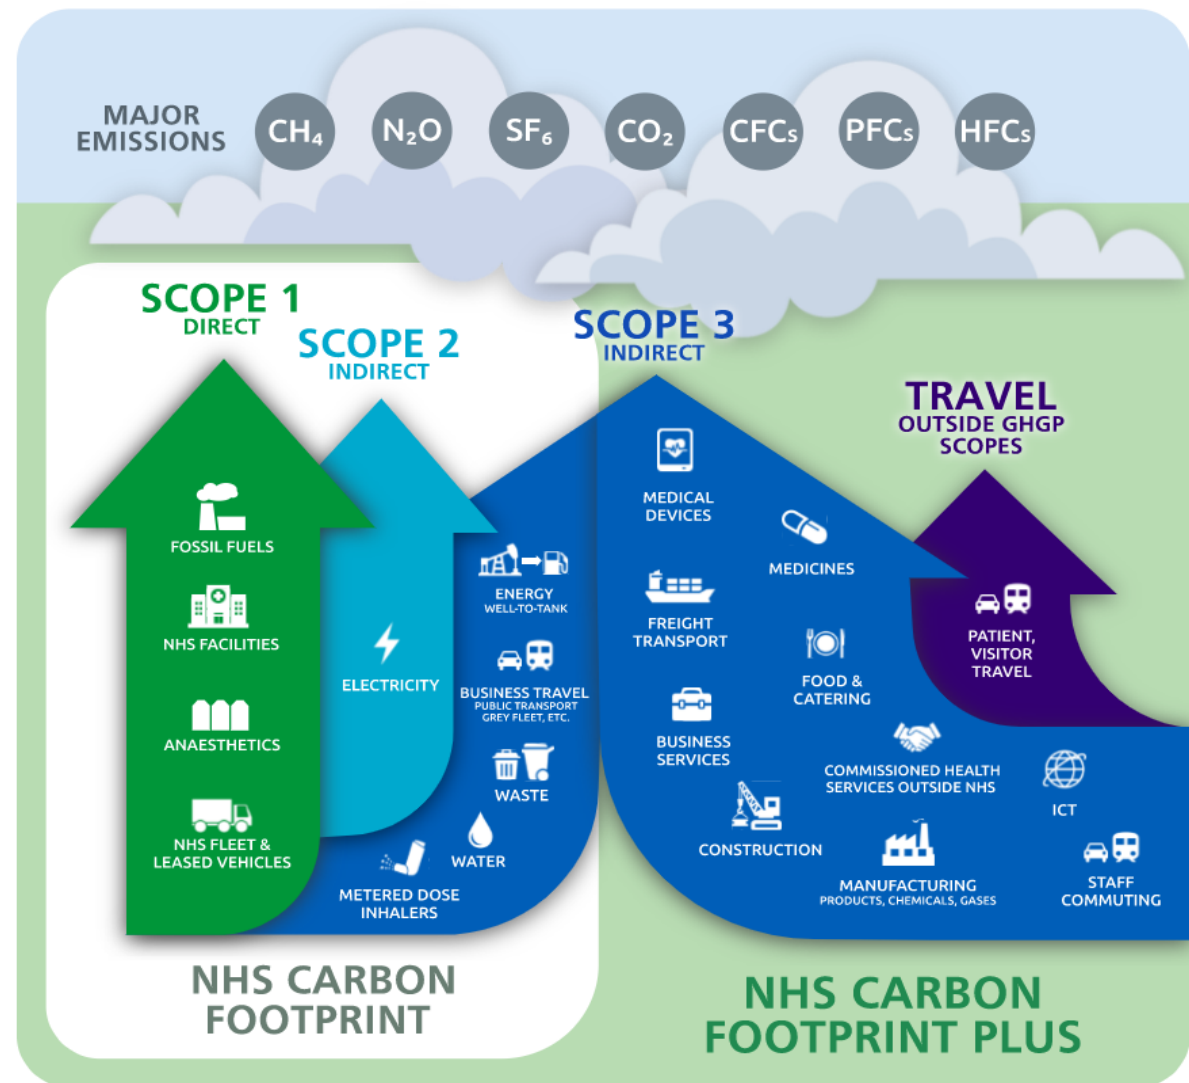 MAJOR
EMISSIONS
CH₄
N₂O
SF₆
CO₂
CFCs
PFCs
HFCs
SCOPE 1
DIRECT
SCOPE 2
INDIRECT
SCOPE 3
INDIRECT
TRAVEL
OUTSIDE GHGP
SCOPES
FOSSIL FUELS
NHS FACILITIES
ANAESTHETICS
NHS FLEET &
LEASED VEHICLES
ELECTRICITY
ENERGY
WELL-TO-TANK
BUSINESS TRAVEL
PUBLIC TRANSPORT
GREY FLEET, ETC.
WASTE
WATER
METERED DOSE
INHALERS
MEDICAL
DEVICES
MEDICINES
FREIGHT
TRANSPORT
FOOD &
CATERING
BUSINESS
SERVICES
COMMISSIONED HEALTH
SERVICES OUTSIDE NHS
CONSTRUCTION
MANUFACTURING
PRODUCTS, CHEMICALS, GASES
ICT
STAFF
COMMUTING
PATIENT,
VISITOR
TRAVEL
NHS CARBON
FOOTPRINT
NHS CARBON
FOOTPRINT PLUS